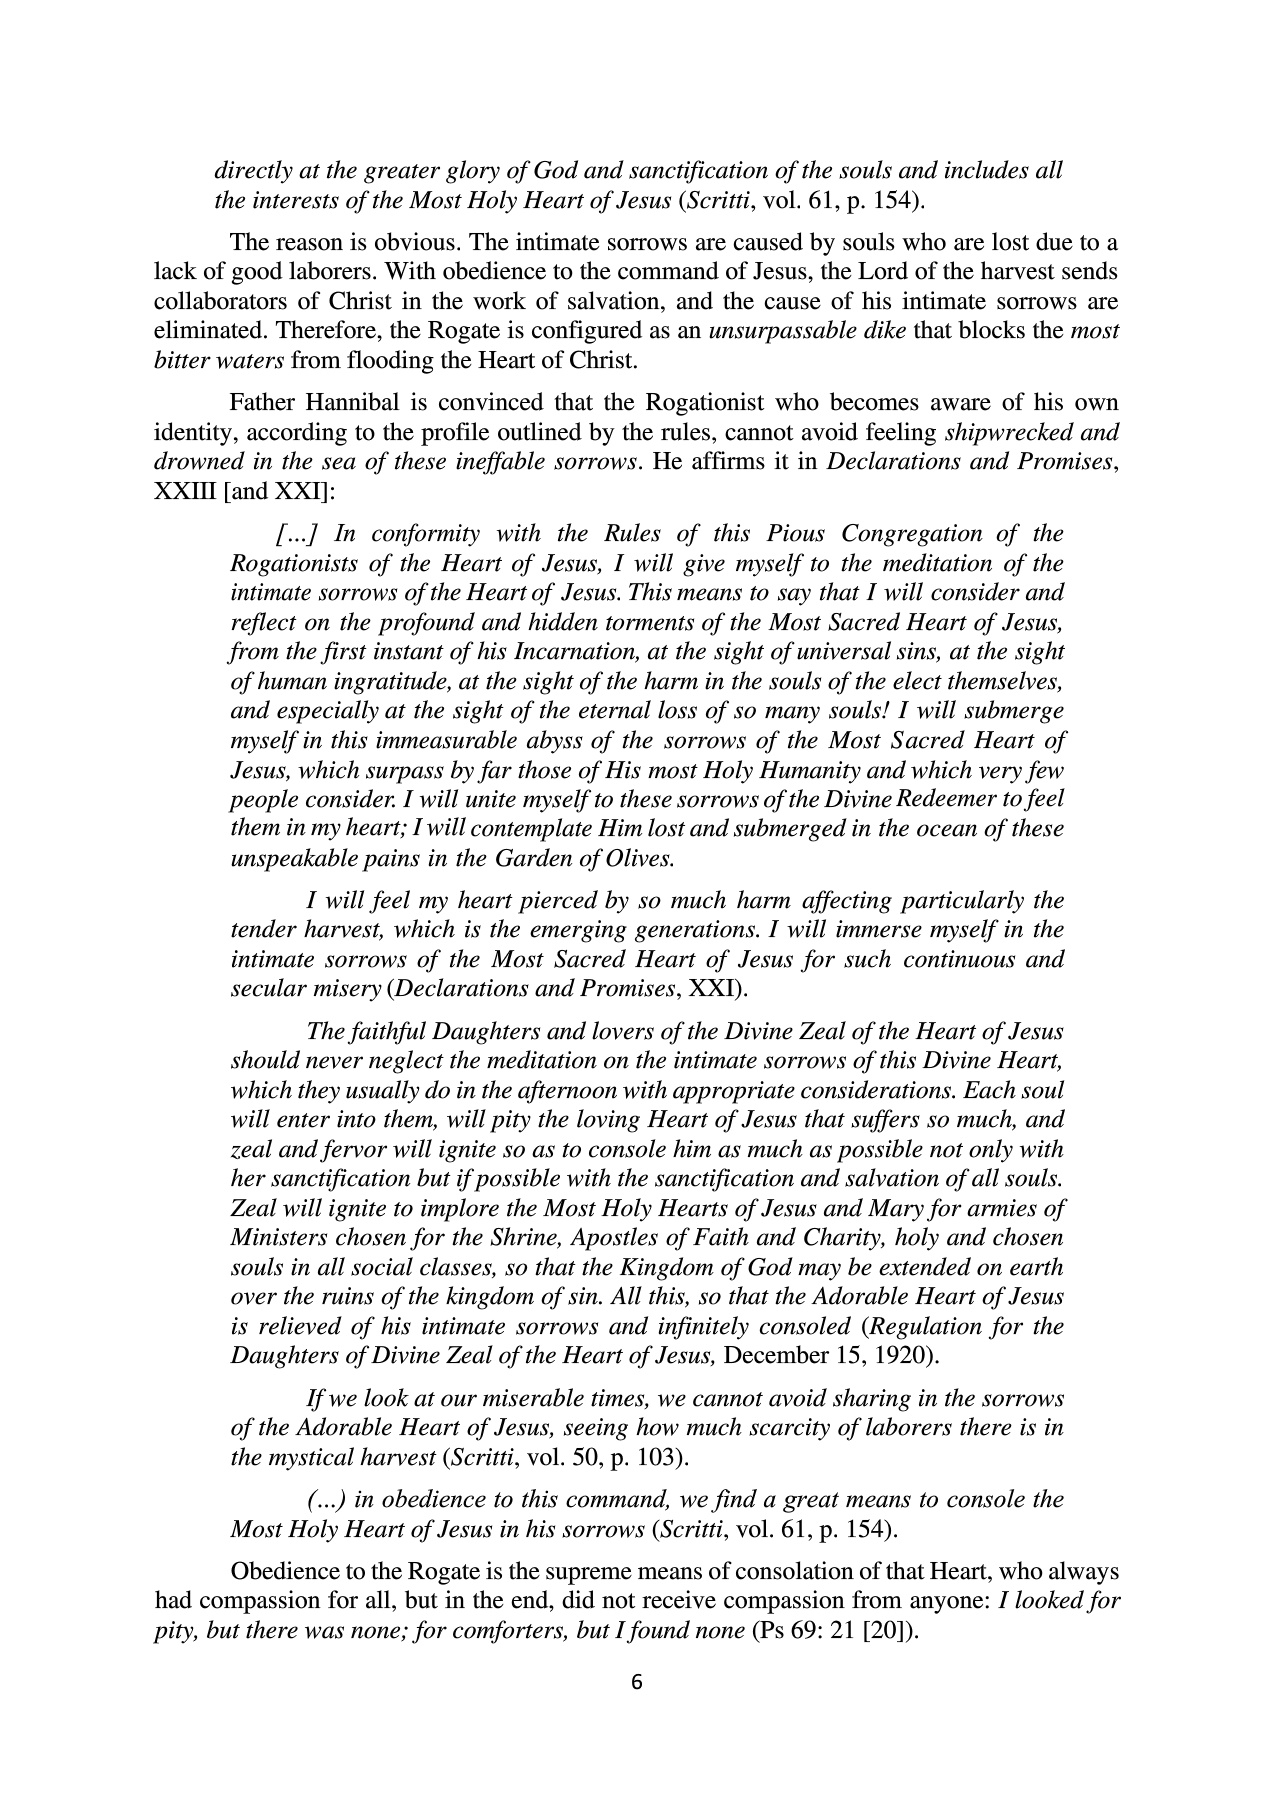 directly at the greater glory of God and sanctification of the souls and includes all
the interests of the Most Holy Heart of Jesus (Scritti, vol. 61, p. 154).
The reason is obvious. The intimate sorrows are caused by souls who are lost due to a
lack of good laborers. With obedience to the command of Jesus, the Lord of the harvest sends
collaborators of Christ in the work of salvation, and the cause of his intimate sorrows are
eliminated. Therefore, the Rogate is configured as an unsurpassable dike that blocks the most
bitter waters from flooding the Heart of Christ.
Father Hannibal is convinced that the Rogationist who becomes aware of his own
identity, according to the profile outlined by the rules, cannot avoid feeling shipwrecked and
drowned in the sea of these ineffable sorrows. He affirms it in Declarations and Promises,
XXIII [and XXI]:
[...] In conformity with the Rules of this Pious Congregation of the
Rogationists of the Heart of Jesus, I will give myself to the meditation of the
intimate sorrows of the Heart of Jesus. This means to say that I will consider and
reflect on the profound and hidden torments of the Most Sacred Heart of Jesus,
from the first instant of his Incarnation, at the sight of universal sins, at the sight
of human ingratitude, at the sight of the harm in the souls of the elect themselves,
and especially at the sight of the eternal loss of so many souls! I will submerge
myself in this immeasurable abyss of the sorrows of the Most Sacred Heart of
Jesus, which surpass by far those of His most Holy Humanity and which very few
people consider. I will unite myself to these sorrows of the Divine Redeemer to feel
them in my heart; I will contemplate Him lost and submerged in the ocean of these
unspeakable pains in the Garden of Olives.
I will feel my heart pierced by so much harm affecting particularly the
tender harvest, which is the emerging generations. I will immerse myself in the
intimate sorrows of the Most Sacred Heart of Jesus for such continuous and
secular misery (Declarations and Promises, XXI).
The faithful Daughters and lovers of the Divine Zeal of the Heart of Jesus
should never neglect the meditation on the intimate sorrows of this Divine Heart,
which they usually do in the afternoon with appropriate considerations. Each soul
will enter into them, will pity the loving Heart of Jesus that suffers so much, and
zeal and fervor will ignite so as to console him as much as possible not only with
her sanctification but if possible with the sanctification and salvation of all souls.
Zeal will ignite to implore the Most Holy Hearts of Jesus and Mary for armies of
Ministers chosen for the Shrine, Apostles of Faith and Charity, holy and chosen
souls in all social classes, so that the Kingdom of God may be extended on earth
over the ruins of the kingdom of sin. All this, so that the Adorable Heart of Jesus
is relieved of his intimate sorrows and infinitely consoled (Regulation for the
Daughters of Divine Zeal of the Heart of Jesus, December 15, 1920).
If we look at our miserable times, we cannot avoid sharing in the sorrows
of the Adorable Heart of Jesus, seeing how much scarcity of laborers there is in
the mystical harvest (Scritti, vol. 50, p. 103).
(...) in obedience to this command, we find a great means to console the
Most Holy Heart of Jesus in his sorrows (Scritti, vol. 61, p. 154).
Obedience to the Rogate is the supreme means of consolation of that Heart, who always
had compassion for all, but in the end, did not receive compassion from anyone: I looked for
pity, but there was none; for comforters, but I found none (Ps 69: 21 [20]).
6